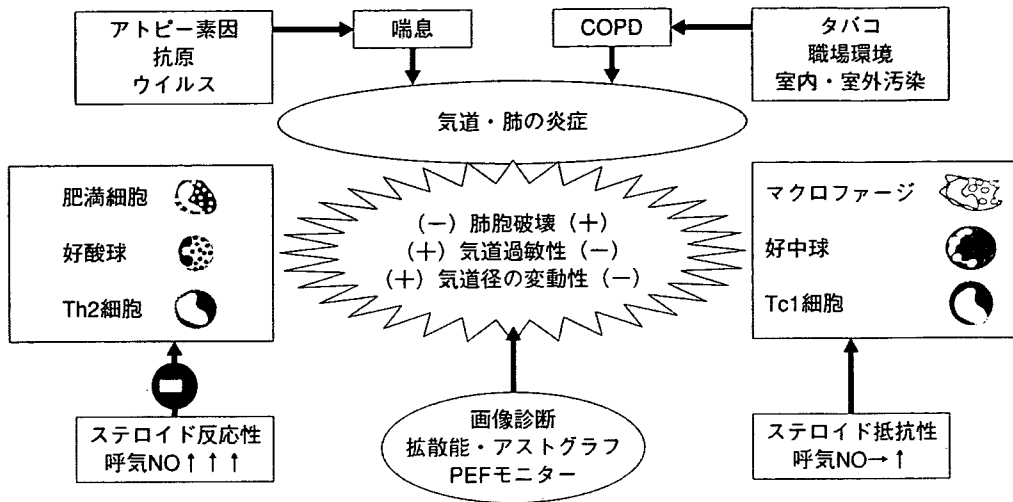 アトピー素因
抗原
ウイルス
喘息
COPD
タバコ
職場環境
室内・室外汚染
気道・肺の炎症
肥満細胞
好酸球
Th2細胞
(－) 肺胞破壊 (＋)
(＋) 気道過敏性 (－)
(＋) 気道径の変動性 (－)
マクロファージ
好中球
Tc1細胞
ステロイド反応性
呼気NO↑↑↑
画像診断
拡散能・アストグラフ
PEFモニター
ステロイド抵抗性
呼気NO→↑